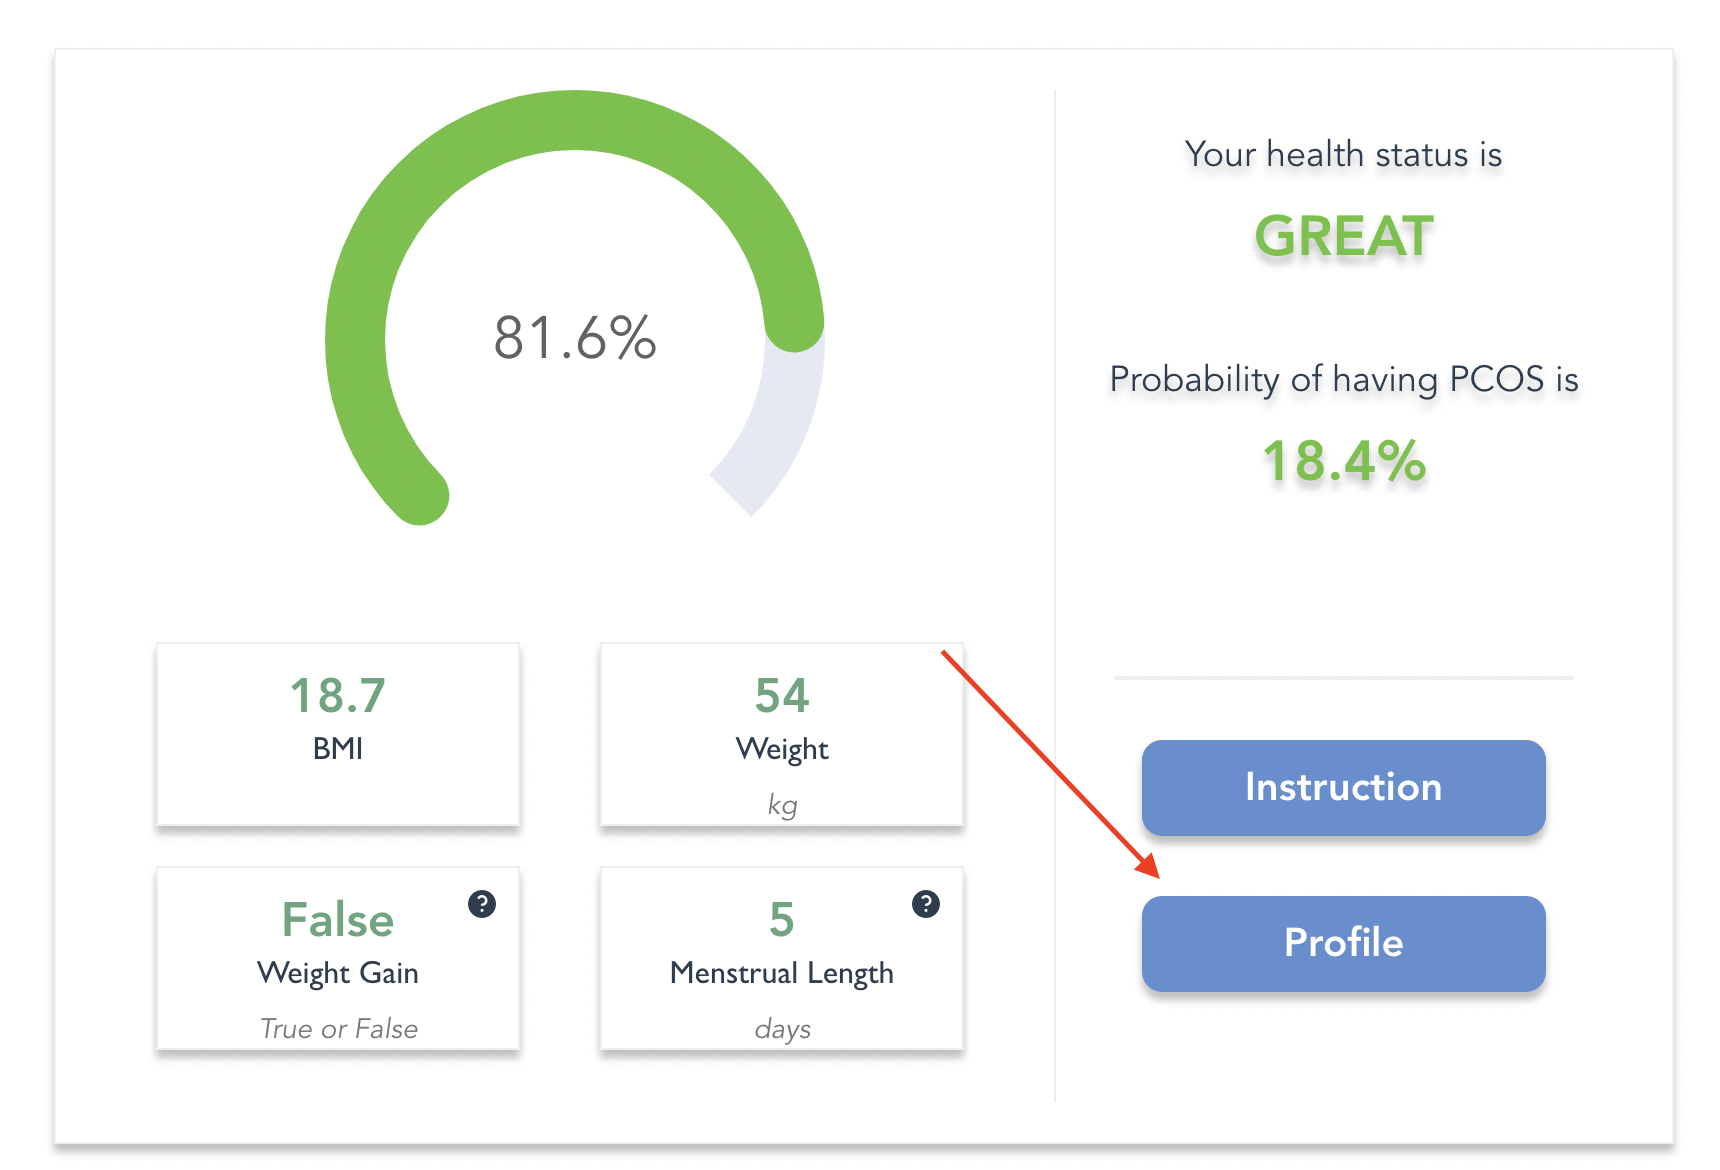 81.6%
18.7
BMI
54
Weight
kg
False
?
Weight Gain
True or False
5
?
Menstrual Length
days
Your health status is
GREAT
Probability of having PCOS is
18.4%
Instruction
Profile